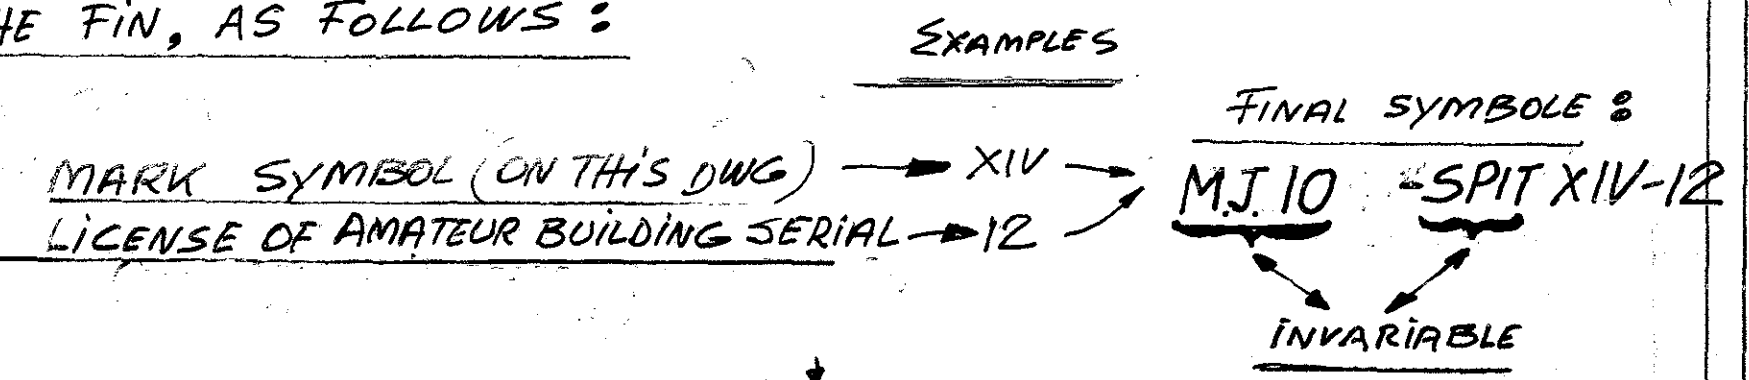 HE FIN, AS FOLLOWS :
EXAMPLES
FINAL SYMBOLE :
MARK SYMBOL (ON THIS DWG) XIV M.J. 10 - SPIT XIV-12
LICENSE OF AMATEUR BUILDING SERIAL 12
INVARIABLE